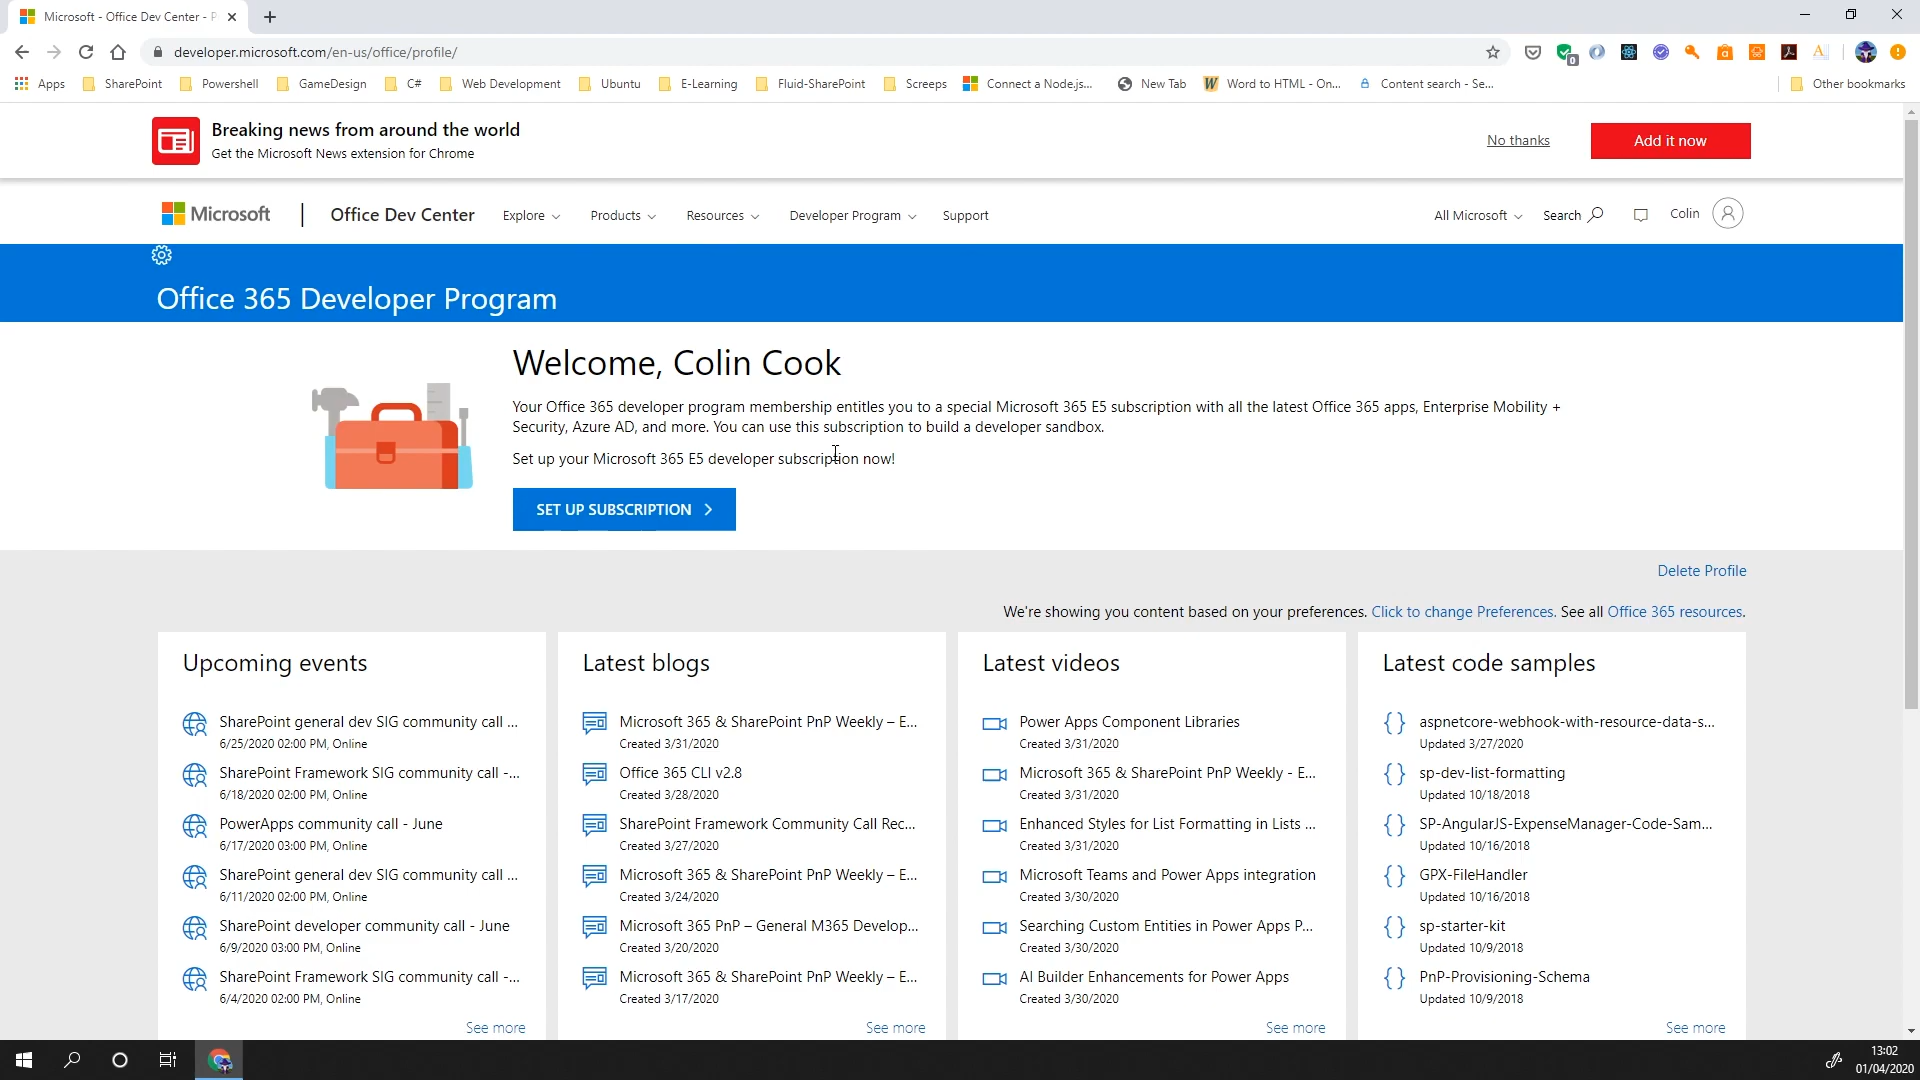 Microsoft - Office Dev Center - P
developer.microsoft.com/en-us/office/profile/
Apps SharePoint Powershell GameDesign C# Web Development Ubuntu E-Learning Fluid-SharePoint Screeps Connect a Node.js... New Tab Word to HTML - On... Content search - Se... Other bookmarks
Breaking news from around the world
Get the Microsoft News extension for Chrome
No thanks
Add it now
Microsoft | Office Dev Center Explore Products Resources Developer Program Support All Microsoft Search Colin
Office 365 Developer Program
Welcome, Colin Cook
Your Office 365 developer program membership entitles you to a special Microsoft 365 E5 subscription with all the latest Office 365 apps, Enterprise Mobility +
Security, Azure AD, and more. You can use this subscription to build a developer sandbox.
Set up your Microsoft 365 E5 developer subscription now!
SET UP SUBSCRIPTION
Delete Profile
We're showing you content based on your preferences. Click to change Preferences. See all Office 365 resources.
Upcoming events
SharePoint general dev SIG community call ...
6/25/2020 02:00 PM, Online
SharePoint Framework SIG community call -...
6/18/2020 02:00 PM, Online
PowerApps community call - June
6/17/2020 03:00 PM, Online
SharePoint general dev SIG community call ...
6/11/2020 02:00 PM, Online
SharePoint developer community call - June
6/9/2020 03:00 PM, Online
SharePoint Framework SIG community call -...
6/4/2020 02:00 PM, Online
See more
Latest blogs
Microsoft 365 & SharePoint PnP Weekly – E...
Created 3/31/2020
Office 365 CLI v2.8
Created 3/28/2020
SharePoint Framework Community Call Rec...
Created 3/27/2020
Microsoft 365 & SharePoint PnP Weekly – E...
Created 3/24/2020
Microsoft 365 PnP – General M365 Develop...
Created 3/20/2020
Microsoft 365 & SharePoint PnP Weekly – E...
Created 3/17/2020
See more
Latest videos
Power Apps Component Libraries
Created 3/31/2020
Microsoft 365 & SharePoint PnP Weekly - E...
Created 3/31/2020
Enhanced Styles for List Formatting in Lists ...
Created 3/31/2020
Microsoft Teams and Power Apps integration
Created 3/30/2020
Searching Custom Entities in Power Apps P...
Created 3/30/2020
AI Builder Enhancements for Power Apps
Created 3/30/2020
See more
Latest code samples
aspnetcore-webhook-with-resource-data-s...
Updated 3/27/2020
sp-dev-list-formatting
Updated 10/18/2018
SP-AngularJS-ExpenseManager-Code-Sam...
Updated 10/16/2018
GPX-FileHandler
Updated 10/16/2018
sp-starter-kit
Updated 10/9/2018
PnP-Provisioning-Schema
Updated 10/9/2018
See more
13:02
01/04/2020